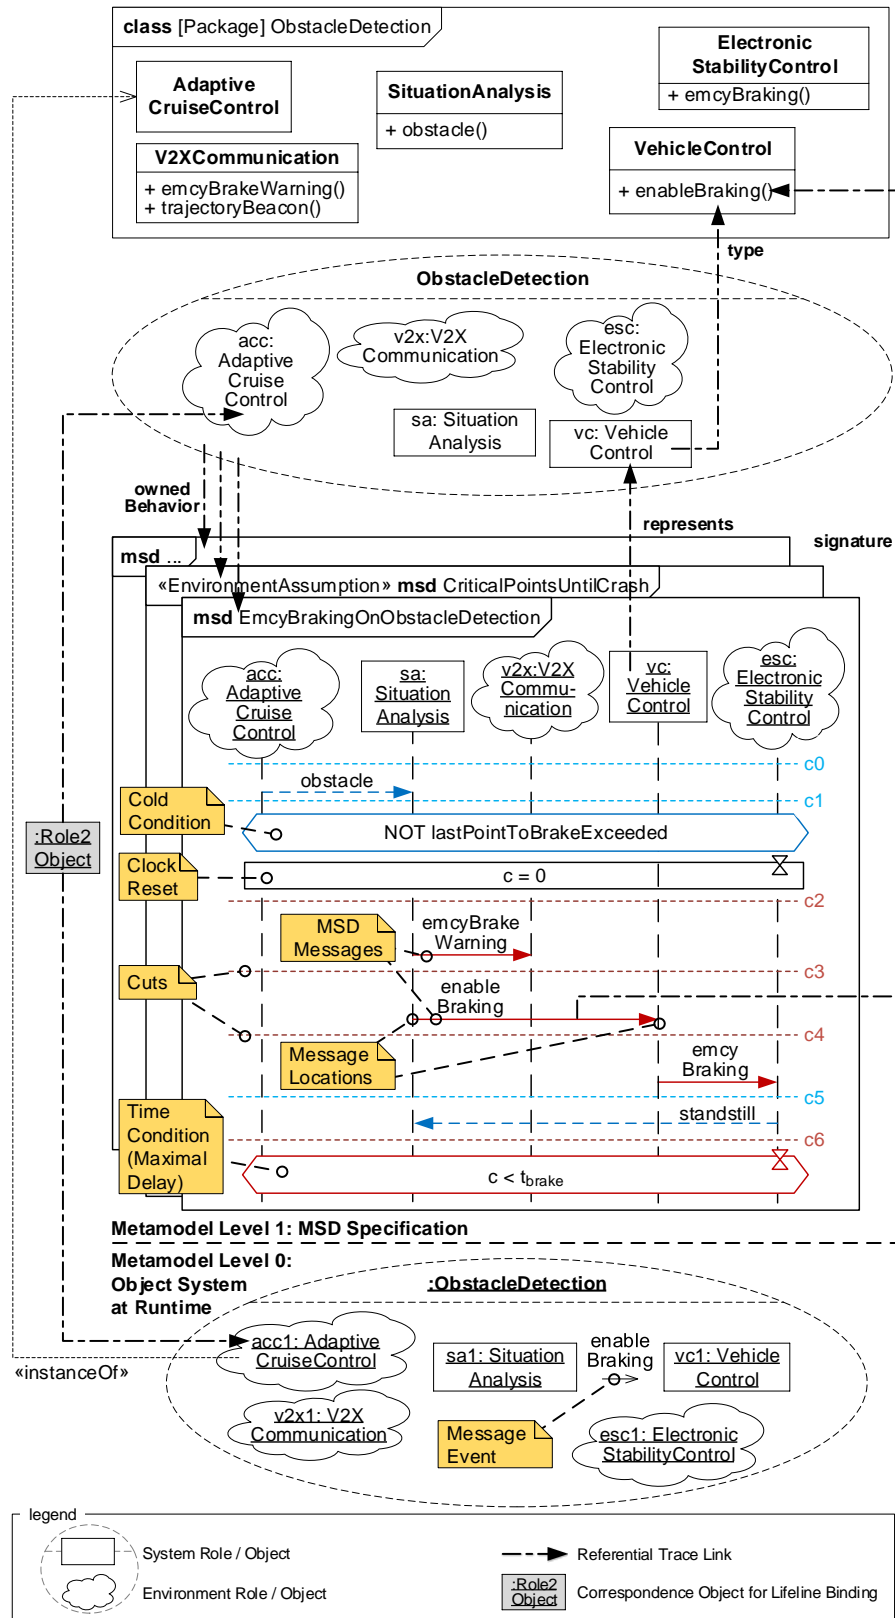 class [Package] ObstacleDetection
Adaptive
CruiseControl
SituationAnalysis
+ obstacle()
Electronic
StabilityControl
+ emcyBraking()
V2XCommunication
+ emcyBrakeWarning()
+ trajectoryBeacon()
VehicleControl
+ enableBraking()
type
ObstacleDetection
acc:
Adaptive
Cruise
Control
v2x:V2X
Communication
esc:
Electronic
Stability
Control
sa: Situation
Analysis
vc: Vehicle
Control
owned
Behavior
represents
signature
msd ...
«EnvironmentAssumption» msd CriticalPointsUntilCrash
msd EmcyBrakingOnObstacleDetection
acc:
Adaptive
Cruise
Control
sa:
Situation
Analysis
v2x:V2X
Commu-
nication
vc:
Vehicle
Control
esc:
Electronic
Stability
Control
c0
obstacle
c1
Cold
Condition
NOT lastPointToBrakeExceeded
:Role2
Object
Clock
Reset
c = 0
c2
MSD
Messages
emcyBrake
Warning
Cuts
c3
enable
Braking
c4
Message
Locations
emcy
Braking
c5
Time
Condition
(Maximal
Delay)
standstill
c6
c < tbrake
Metamodel Level 1: MSD Specification
Metamodel Level 0:
Object System
at Runtime
:ObstacleDetection
acc1: Adaptive
CruiseControl
sa1: Situation
Analysis
enable
Braking
vc1: Vehicle
Control
«instanceOf»
v2x1: V2X
Communication
Message
Event
esc1: Electronic
StabilityControl
legend
System Role / Object
Referential Trace Link
Environment Role / Object
:Role2
Object
Correspondence Object for Lifeline Binding